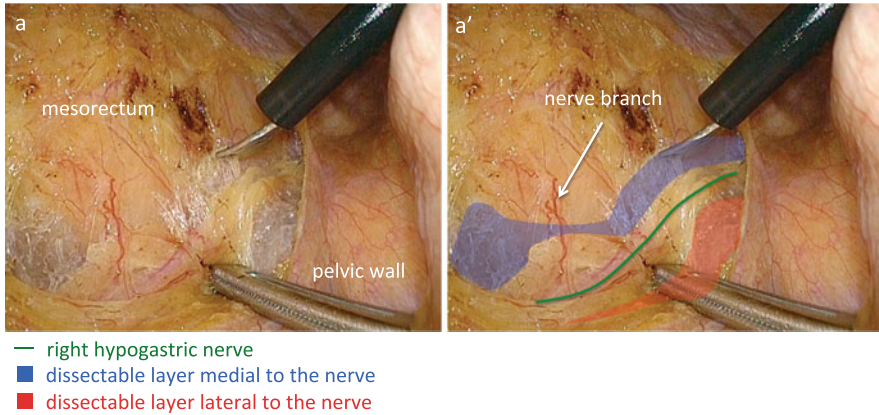 a
mesorectum
pelvic wall
a’
nerve branch
right hypogastric nerve
dissectable layer medial to the nerve
dissectable layer lateral to the nerve